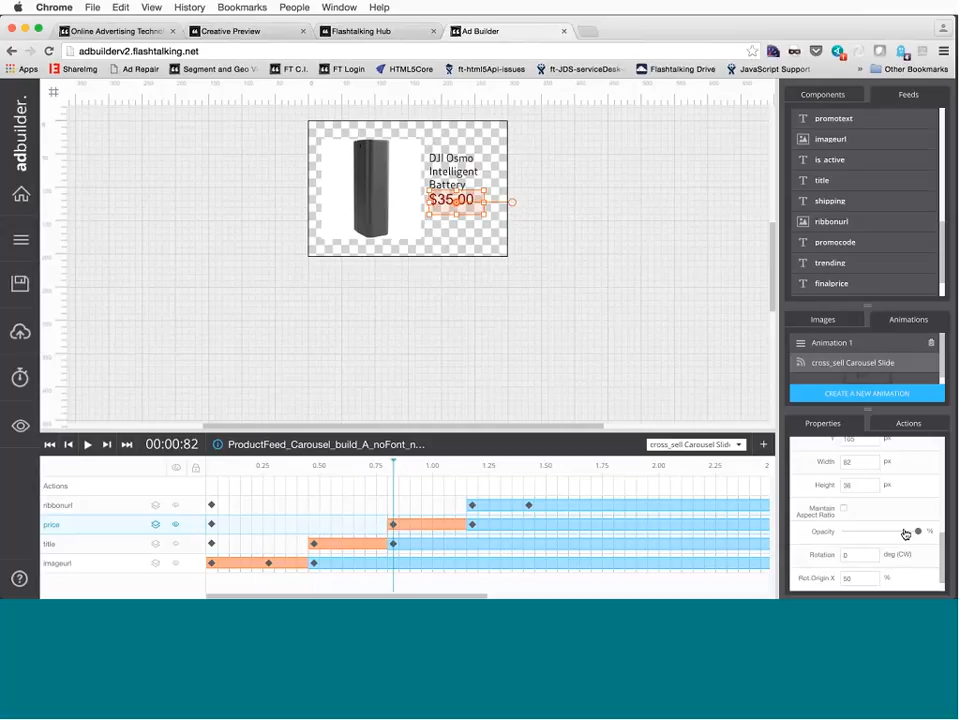 Chrome File Edit View History Bookmarks People Window Help
Online Advertising Techno
Creative Preview
Flashtalking Hub
Ad Builder
adbuilderv2.flashtalking.net
Apps ShareImg Ad Repair Segment and Geo V FT C.I. FT Login HTML5Core ft-html5Api-issues ft-JDS-serviceDesk Flashtalking Drive JavaScript Support » Other Bookmarks
adbuilder.
Components Feeds
promotext
imageurl
is_active
title
shipping
ribbonurl
promocode
trending
finalprice
DJI Osmo
Intelligent
Battery
$35.00
Images Animations
Animation 1
cross_sell Carousel Slide
CREATE A NEW ANIMATION
Properties Actions
Y 105 px
Width 82 px
Height 36 px
Maintain
Aspect Ratio
Opacity %
Rotation 0 deg (CW)
Rot.Origin X 50 %
00:00:82 ProductFeed_Carousel_build_A_noFont_n... cross_sell Carousel Slide +
0.25 0.50 0.75 1.00 1.25 1.50 1.75 2.00 2
Actions
ribbonurl
price
title
imageurl